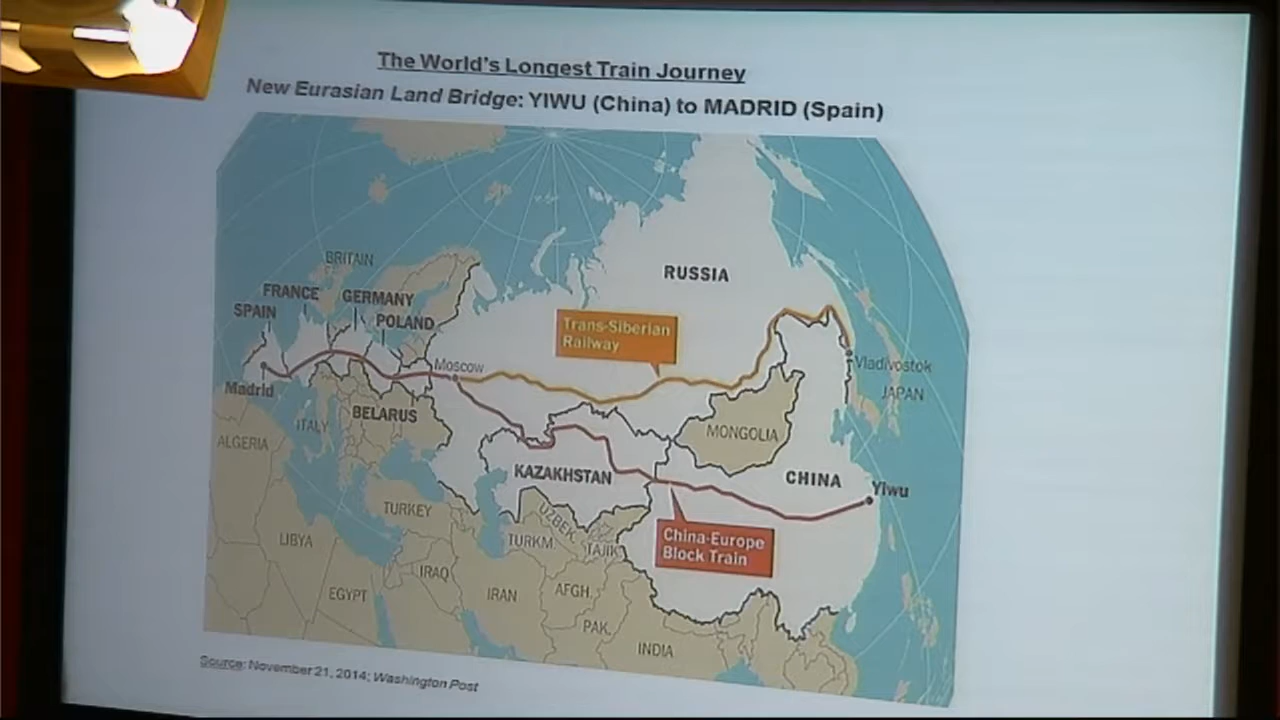 The World's Longest Train Journey
New Eurasian Land Bridge: YIWU (China) to MADRID (Spain)
RUSSIA
BRITAIN
FRANCE
GERMANY
SPAIN
POLAND
Trans-Siberian
Railway
Moscow
Vladivostok
Madrid
JAPAN
BELARUS
ITALY
MONGOLIA
ALGERIA
KAZAKHSTAN
CHINA
Yiwu
TURKEY
UZBEK.
China-Europe
Block Train
LIBYA
TURKM.
TAJIK.
IRAQ
EGYPT
IRAN
AFGH.
PAK.
INDIA
Source: November 21, 2014; Washington Post